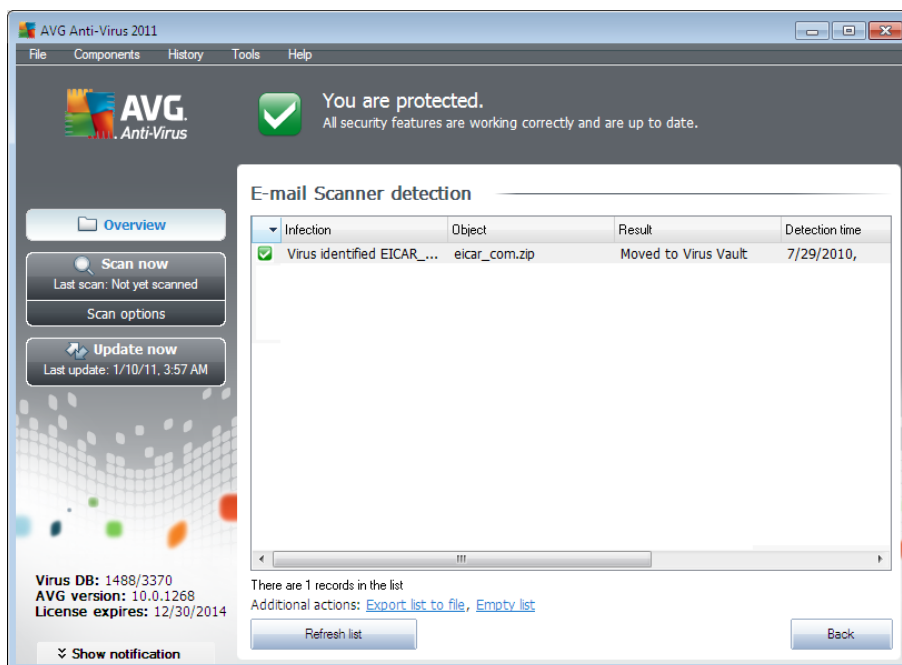 AVG Anti-Virus 2011
File Components History Tools Help
AVG.
Anti-Virus
You are protected.
All security features are working correctly and are up to date.
Overview
Scan now
Last scan: Not yet scanned
Scan options
Update now
Last update: 1/10/11, 3:57 AM
Virus DB: 1488/3370
AVG version: 10.0.1268
License expires: 12/30/2014
Show notification
E-mail Scanner detection
Infection Object Result Detection time
Virus identified EICAR_... eicar_com.zip Moved to Virus Vault 7/29/2010,
There are 1 records in the list
Additional actions: Export list to file, Empty list
Refresh list Back